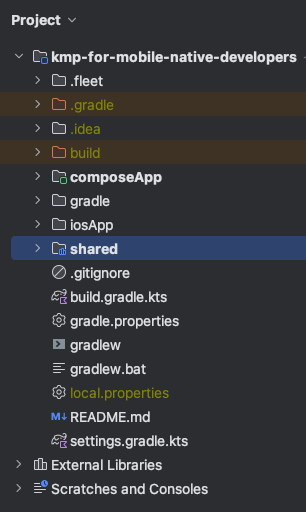 Project
kmp-for-mobile-native-developers
.fleet
.gradle
.idea
build
composeApp
gradle
iosApp
shared
.gitignore
build.gradle.kts
gradle.properties
gradlew
gradlew.bat
local.properties
M↓ README.md
settings.gradle.kts
External Libraries
Scratches and Consoles